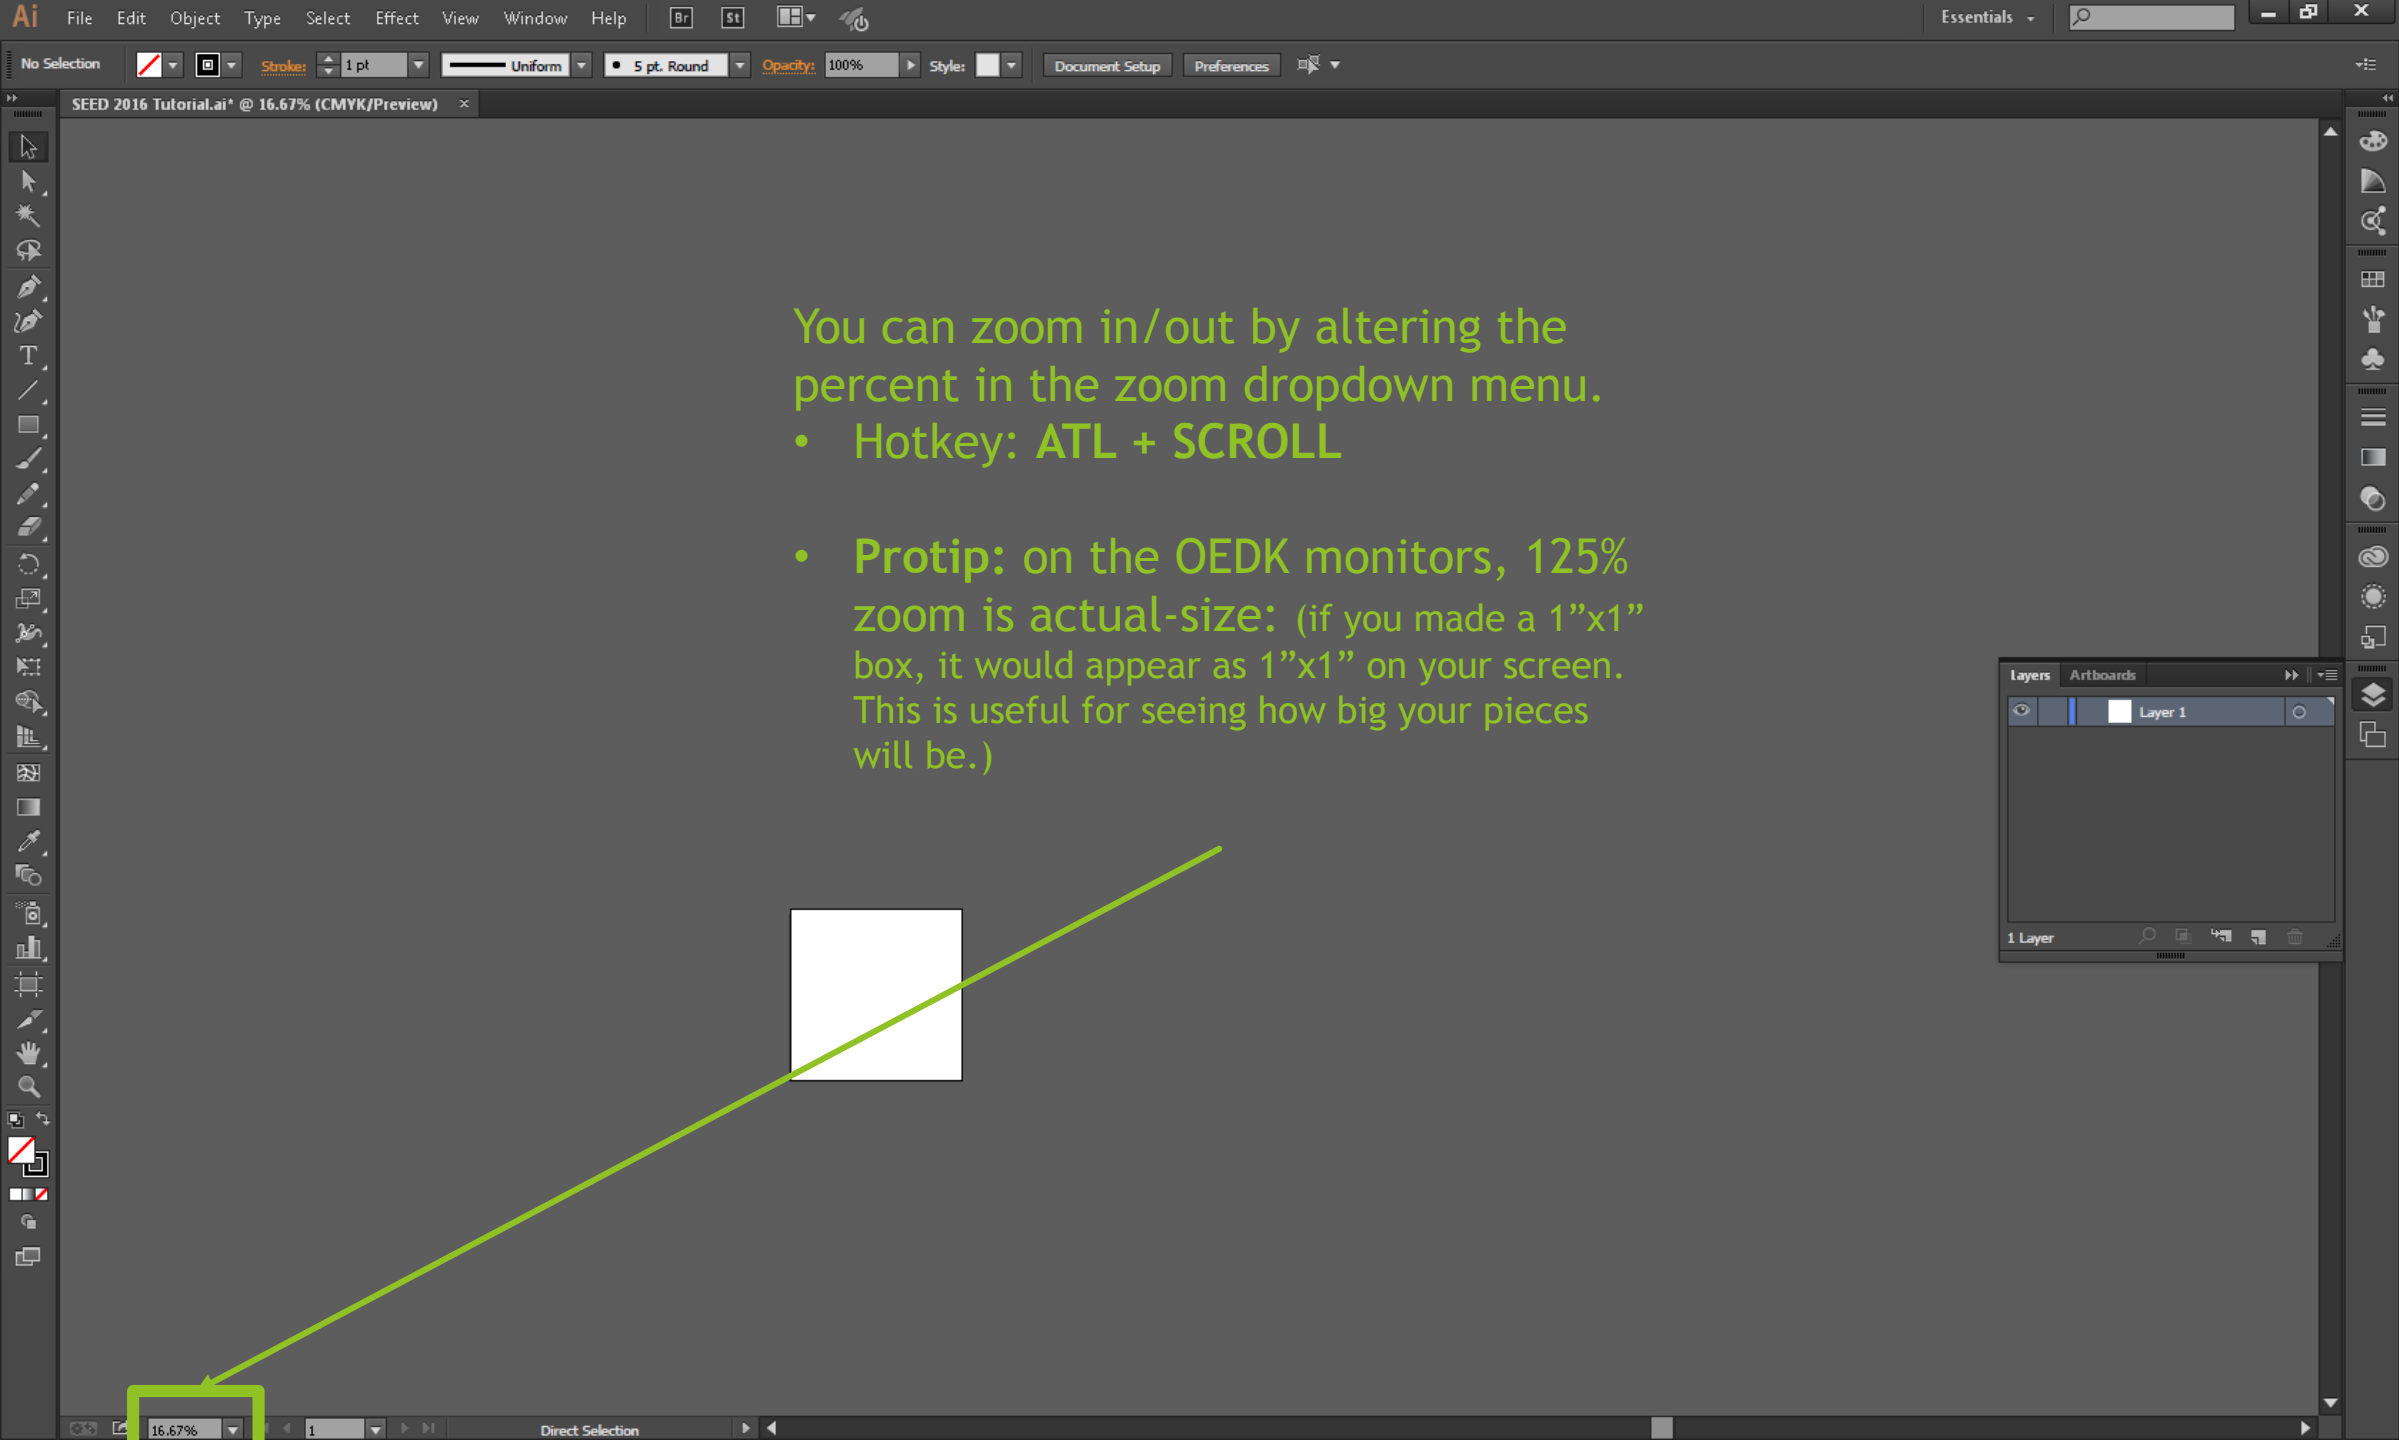 Ai File Edit Object Type Select Effect View Window Help Br St Essentials
No Selection Stroke: 1 pt Uniform 5 pt. Round Opacity: 100% Style: Document Setup Preferences
SEED 2016 Tutorial.ai* @ 16.67% (CMYK/Preview) ×
You can zoom in/out by altering the
percent in the zoom dropdown menu.
• Hotkey: ATL + SCROLL
• Protip: on the OEDK monitors, 125%
zoom is actual-size: (if you made a 1”x1”
box, it would appear as 1”x1” on your screen.
This is useful for seeing how big your pieces
will be.)
Layers Artboards
Layer 1
1 Layer
16.67% 1 Direct Selection